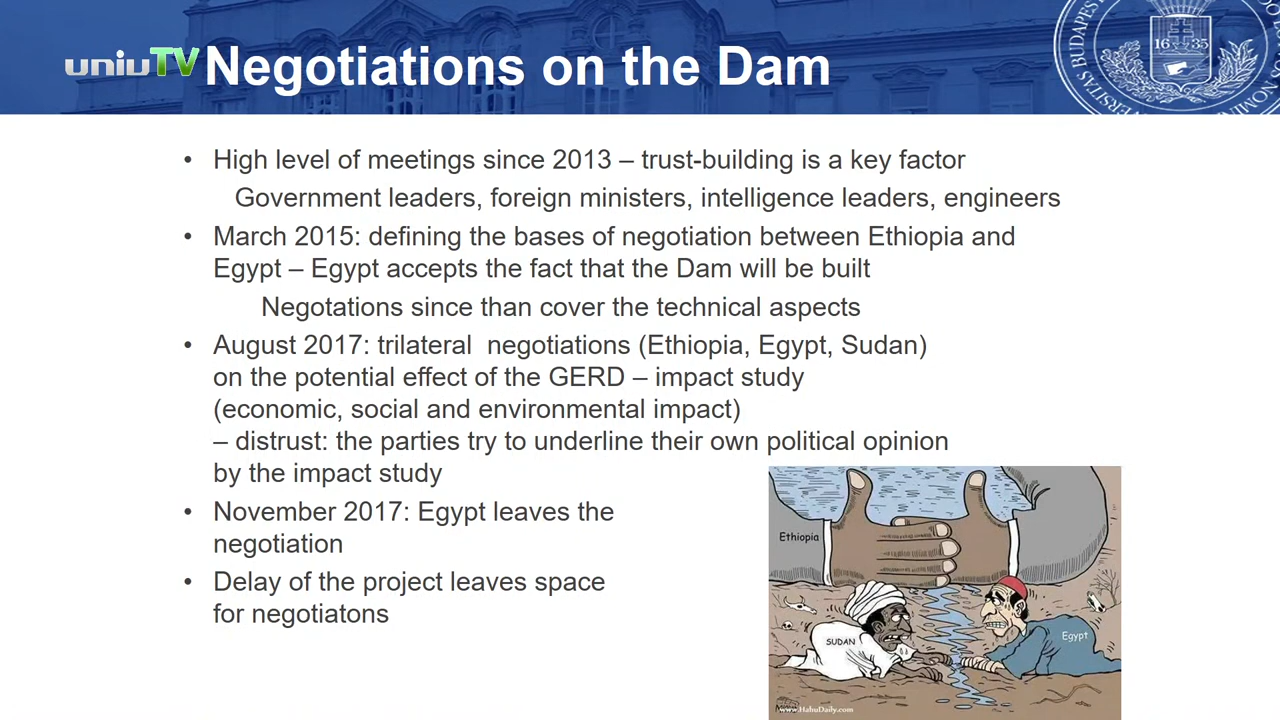 uniuTV Negotiations on the Dam
16 35
• High level of meetings since 2013 – trust-building is a key factor
Government leaders, foreign ministers, intelligence leaders, engineers
• March 2015: defining the bases of negotiation between Ethiopia and
Egypt – Egypt accepts the fact that the Dam will be built
Negotations since than cover the technical aspects
• August 2017: trilateral negotiations (Ethiopia, Egypt, Sudan)
on the potential effect of the GERD – impact study
(economic, social and environmental impact)
– distrust: the parties try to underline their own political opinion
by the impact study
• November 2017: Egypt leaves the
negotiation
• Delay of the project leaves space
for negotiatons
Ethiopia
SUDAN
Egypt
www.HabuDaily.com